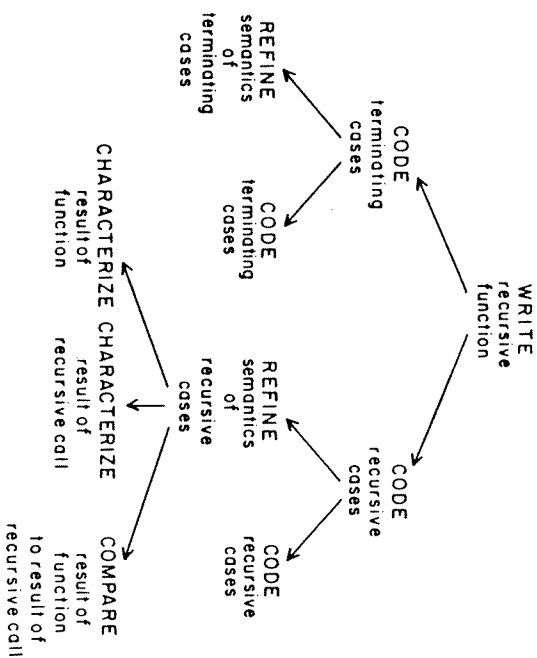 WRITE
recursive
function
CODE
terminating
cases
CODE
recursive
cases
REFINE
semantics
of
terminating
cases
CODE
terminating
cases
REFINE
semantics
of
recursive
cases
CODE
recursive
cases
CHARACTERIZE
result of
function
CHARACTERIZE
result of
recursive call
COMPARE
result of
function
to result of
recursive call